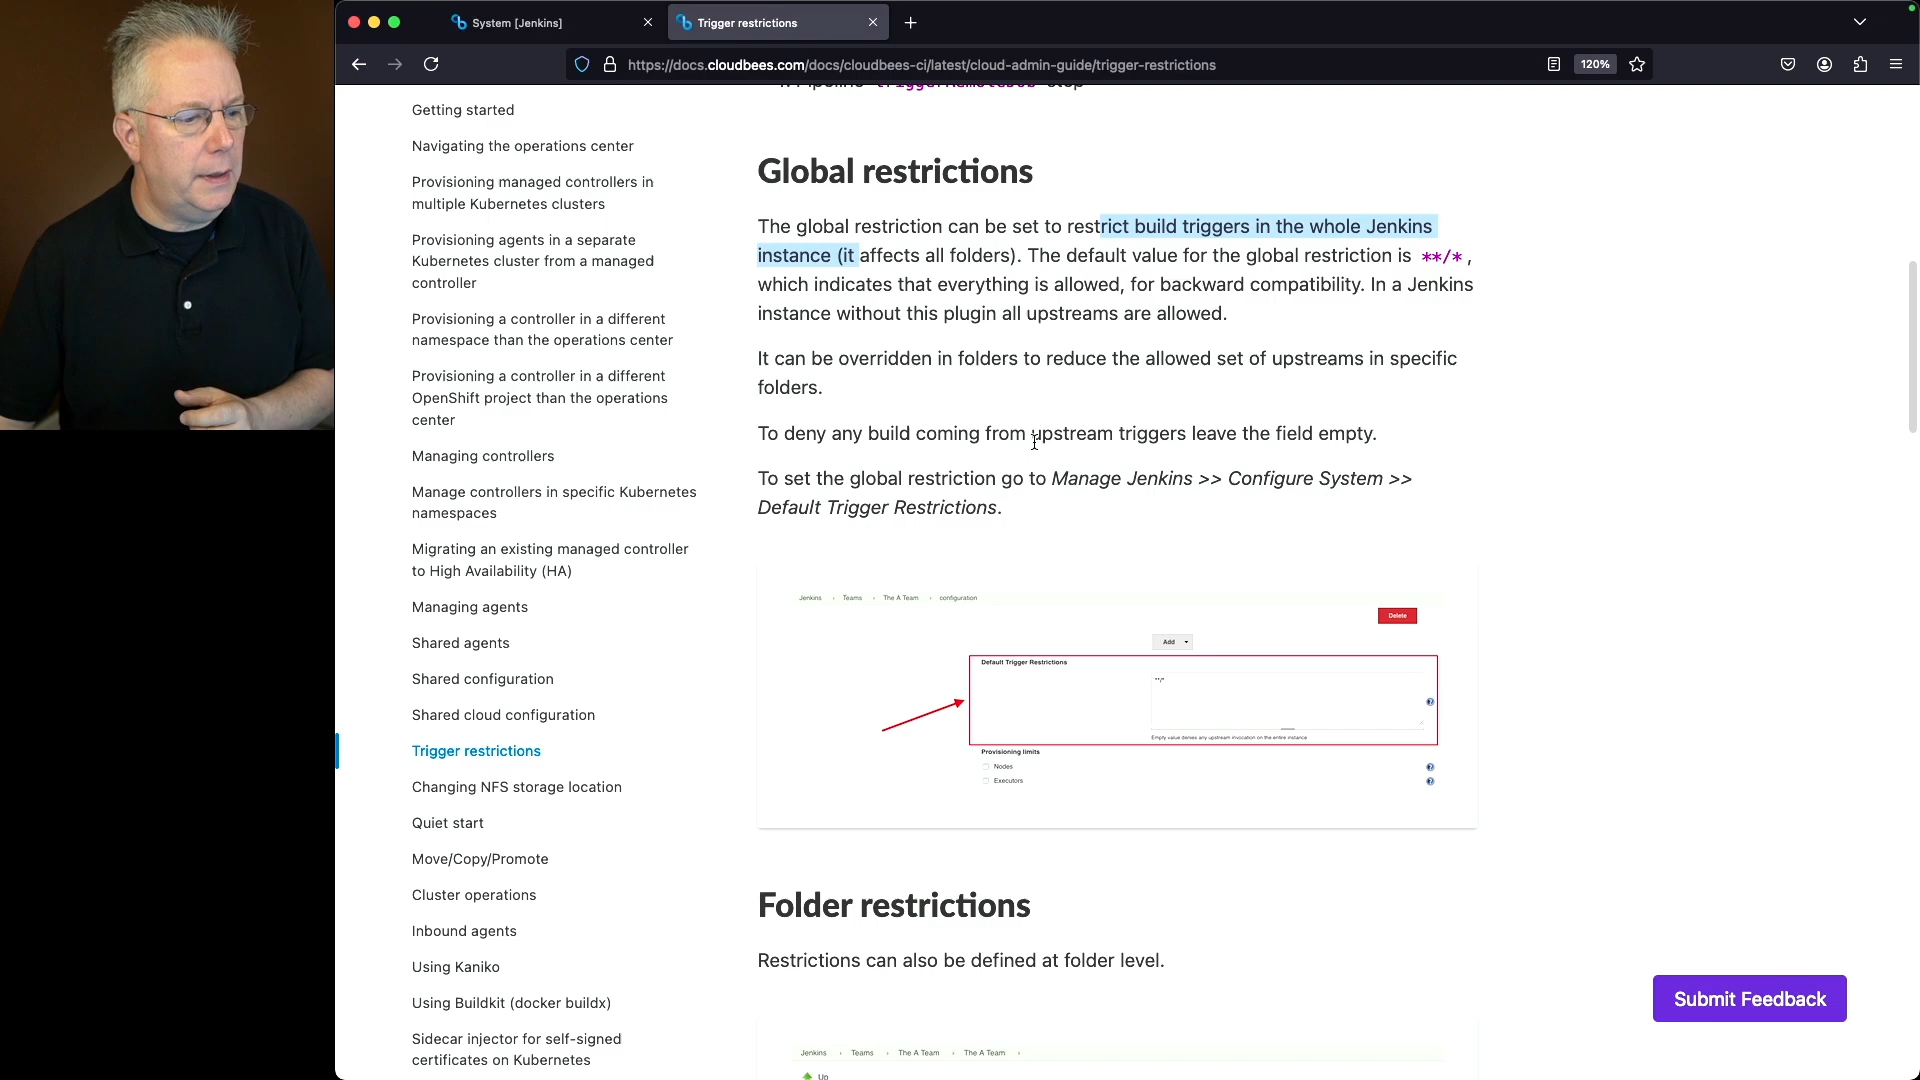 System [Jenkins]
Trigger restrictions
https://docs.cloudbees.com/docs/cloudbees-ci/latest/cloud-admin-guide/trigger-restrictions
120%
Getting started
Navigating the operations center
Provisioning managed controllers in
multiple Kubernetes clusters
Provisioning agents in a separate
Kubernetes cluster from a managed
controller
Provisioning a controller in a different
namespace than the operations center
Provisioning a controller in a different
OpenShift project than the operations
center
Managing controllers
Manage controllers in specific Kubernetes
namespaces
Migrating an existing managed controller
to High Availability (HA)
Managing agents
Shared agents
Shared configuration
Shared cloud configuration
Trigger restrictions
Changing NFS storage location
Quiet start
Move/Copy/Promote
Cluster operations
Inbound agents
Using Kaniko
Using Buildkit (docker buildx)
Sidecar injector for self-signed
certificates on Kubernetes
Global restrictions
The global restriction can be set to restrict build triggers in the whole Jenkins
instance (it affects all folders). The default value for the global restriction is **/*,
which indicates that everything is allowed, for backward compatibility. In a Jenkins
instance without this plugin all upstreams are allowed.
It can be overridden in folders to reduce the allowed set of upstreams in specific
folders.
To deny any build coming from upstream triggers leave the field empty.
To set the global restriction go to Manage Jenkins >> Configure System >>
Default Trigger Restrictions.
Jenkins › Teams › The A Team › configuration
Delete
Add
Default Trigger Restrictions
**/*
Empty value denies any upstream invocation on the entire instance
Provisioning limits
Nodes
Executors
Folder restrictions
Restrictions can also be defined at folder level.
Jenkins › Teams › The A Team › The A Team ›
Up
Submit Feedback